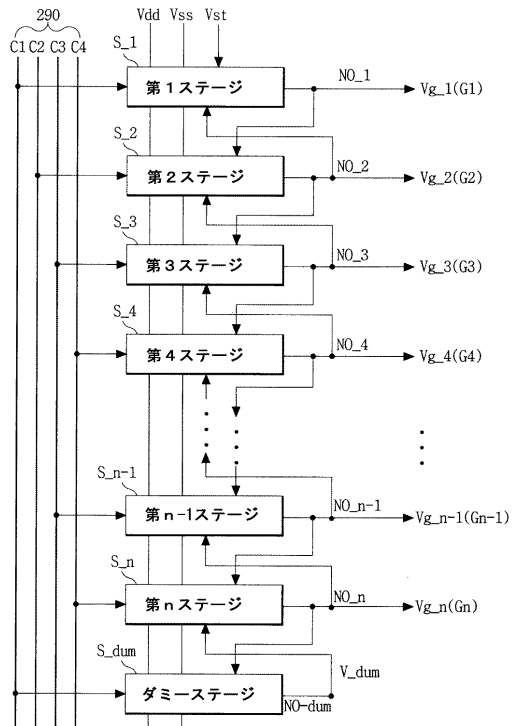 290
Vdd Vss Vst
C1 C2 C3 C4
S_1
第1ステージ
NO_1
Vg_1(G1)
S_2
第2ステージ
NO_2
Vg_2(G2)
S_3
第3ステージ
NO_3
Vg_3(G3)
S_4
第4ステージ
NO_4
Vg_4(G4)
S_n-1
第n-1ステージ
NO_n-1
Vg_n-1(Gn-1)
S_n
第nステージ
NO_n
Vg_n(Gn)
S_dum
ダミーステージ
V_dum
NO-dum